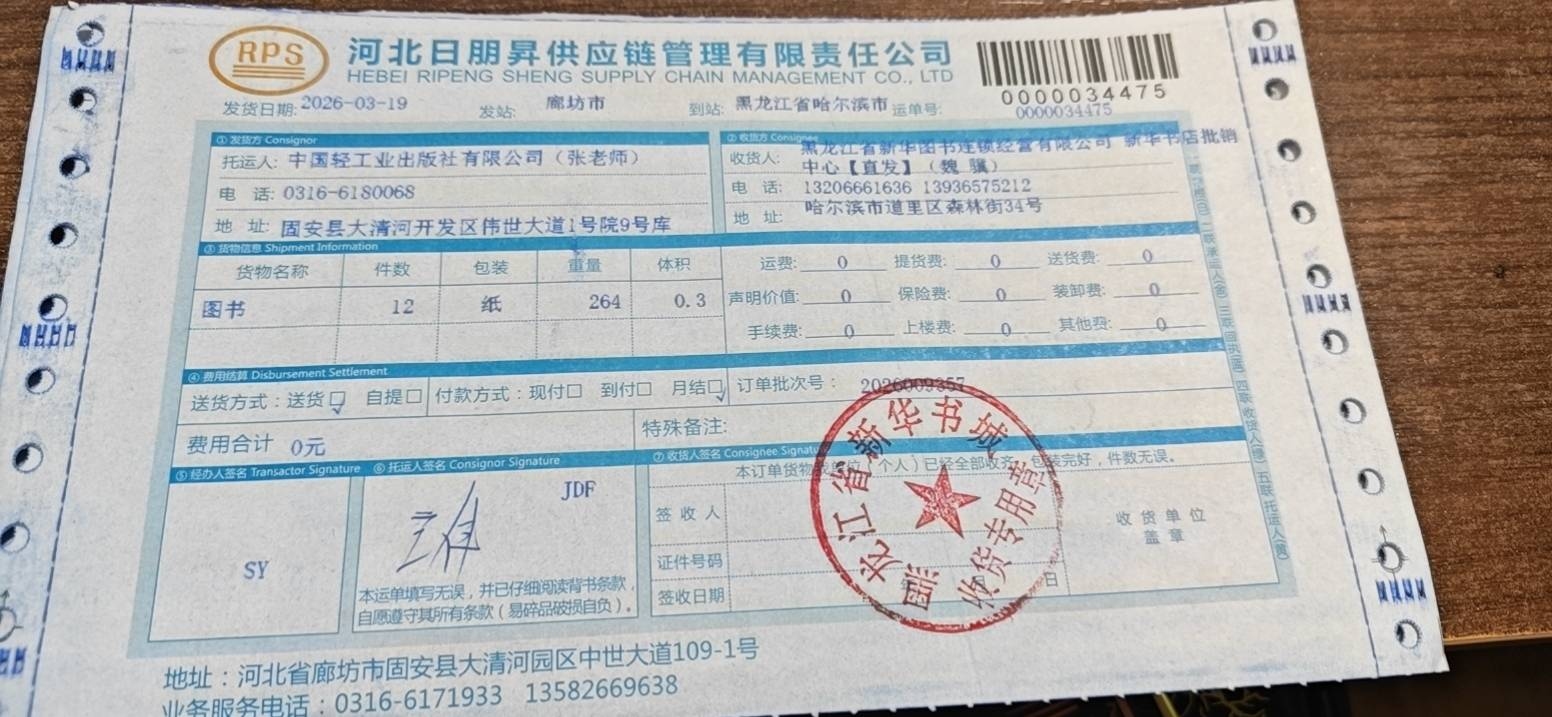 RPS
河北日朋昇供应链管理有限责任公司
HEBEI RIPENG SHENG SUPPLY CHAIN MANAGEMENT CO., LTD
0000034475
发货日期: 2026-03-19 发站: 廊坊市 到站: 黑龙江省哈尔滨市 运单号: 0000034475
① 发货方 Consignor
托运人: 中国轻工业出版社有限公司（张老师）
电 话: 0316-6180068
地 址: 固安县大清河开发区伟世大道1号院9号库
② 收货方 Consignee
收货人: 黑龙江省新华图书连锁经营有限公司 新华书店批销
中心【直发】（魏 骥）
电 话: 13206661636 13936575212
地 址: 哈尔滨市道里区森林街34号
③ 货物信息 Shipment Information
货物名称 件数 包装 重量 体积
图书 12 纸 264 0.3
运费: 0 提货费: 0 送货费: 0
声明价值: 0 保险费: 0 装卸费: 0
手续费: 0 上楼费: 0 其他费: 0
④ 费用结算 Disbursement Settlement
送货方式：送货☑ 自提□ 付款方式：现付□ 到付□ 月结☑ 订单批次号： 2026009357
费用合计 0元 特殊备注:
⑤ 经办人签名 Transactor Signature
SY
⑥ 托运人签名 Consignor Signature
JDF
本运单填写无误，并已仔细阅读背书条款，
自愿遵守其所有条款（易碎品破损自负）。
⑦ 收货人签名 Consignee Signature
本订单货物 （个人）已经全部收齐，包装完好，件数无误。
签 收 人
证件号码
签收日期 年 月 日
收 货 单 位
盖 章
黑龙江省新华书城
收货专用章
地址：河北省廊坊市固安县大清河园区中世大道109-1号
业务服务电话：0316-6171933 13582669638